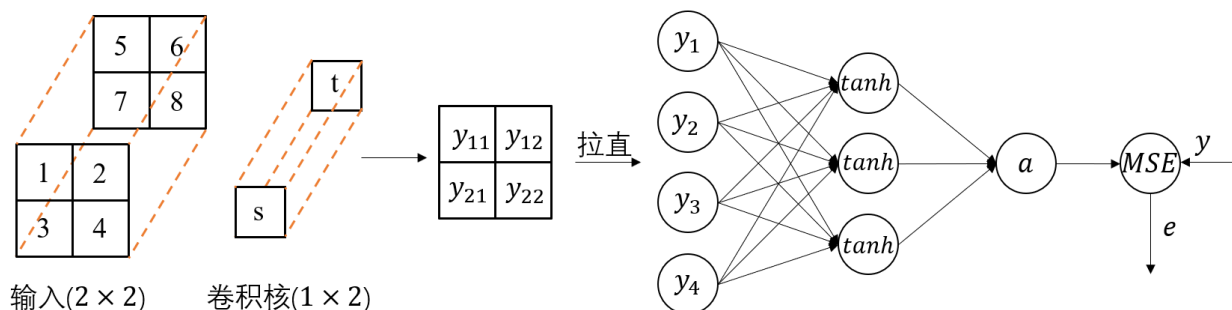 5 6
7 8
1 2
3 4
输入(2 × 2)
t
s
卷积核(1 × 2)
y₁₁ y₁₂
y₂₁ y₂₂
拉直
y₁
y₂
y₃
y₄
tanh
tanh
tanh
a
MSE
y
e